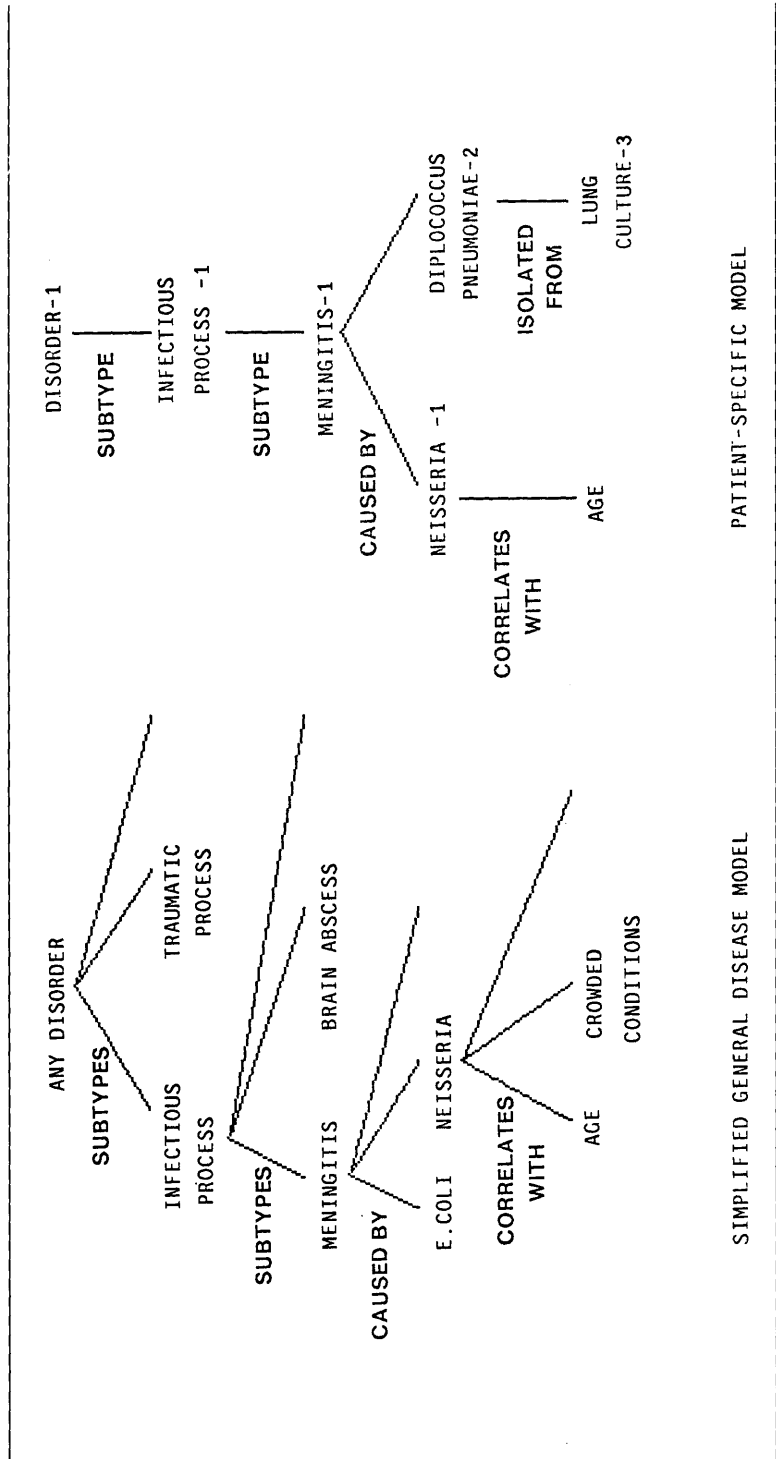 ANY DISORDER
SUBTYPES
INFECTIOUS
PROCESS
TRAUMATIC
PROCESS
SUBTYPES
MENINGITIS
BRAIN ABSCESS
CAUSED BY
E.COLI
NEISSERIA
CORRELATES
WITH
AGE
CROWDED
CONDITIONS
SIMPLIFIED GENERAL DISEASE MODEL
DISORDER-1
SUBTYPE
INFECTIOUS
PROCESS -1
SUBTYPE
MENINGITIS-1
CAUSED BY
NEISSERIA -1
DIPLOCOCCUS
PNEUMONIAE-2
CORRELATES
WITH
ISOLATED
FROM
AGE
LUNG
CULTURE-3
PATIENT-SPECIFIC MODEL